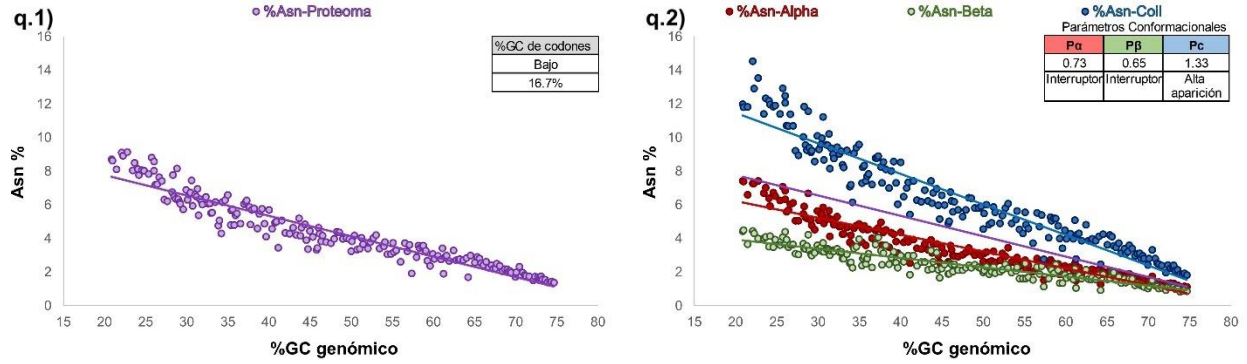 q.1)
%Asn-Proteoma
%GC de codones
Bajo
16.7%
Asn %
16
14
12
10
8
6
4
2
0
15 20 25 30 35 40 45 50 55 60 65 70 75 80
%GC genómico
q.2)
%Asn-Alpha %Asn-Beta %Asn-Coil
Parámetros Conformacionales
Pα Pβ Pc
0.73 0.65 1.33
Interruptor Interruptor Alta
aparición
Asn %
16
14
12
10
8
6
4
2
0
15 20 25 30 35 40 45 50 55 60 65 70 75 80
%GC genómico